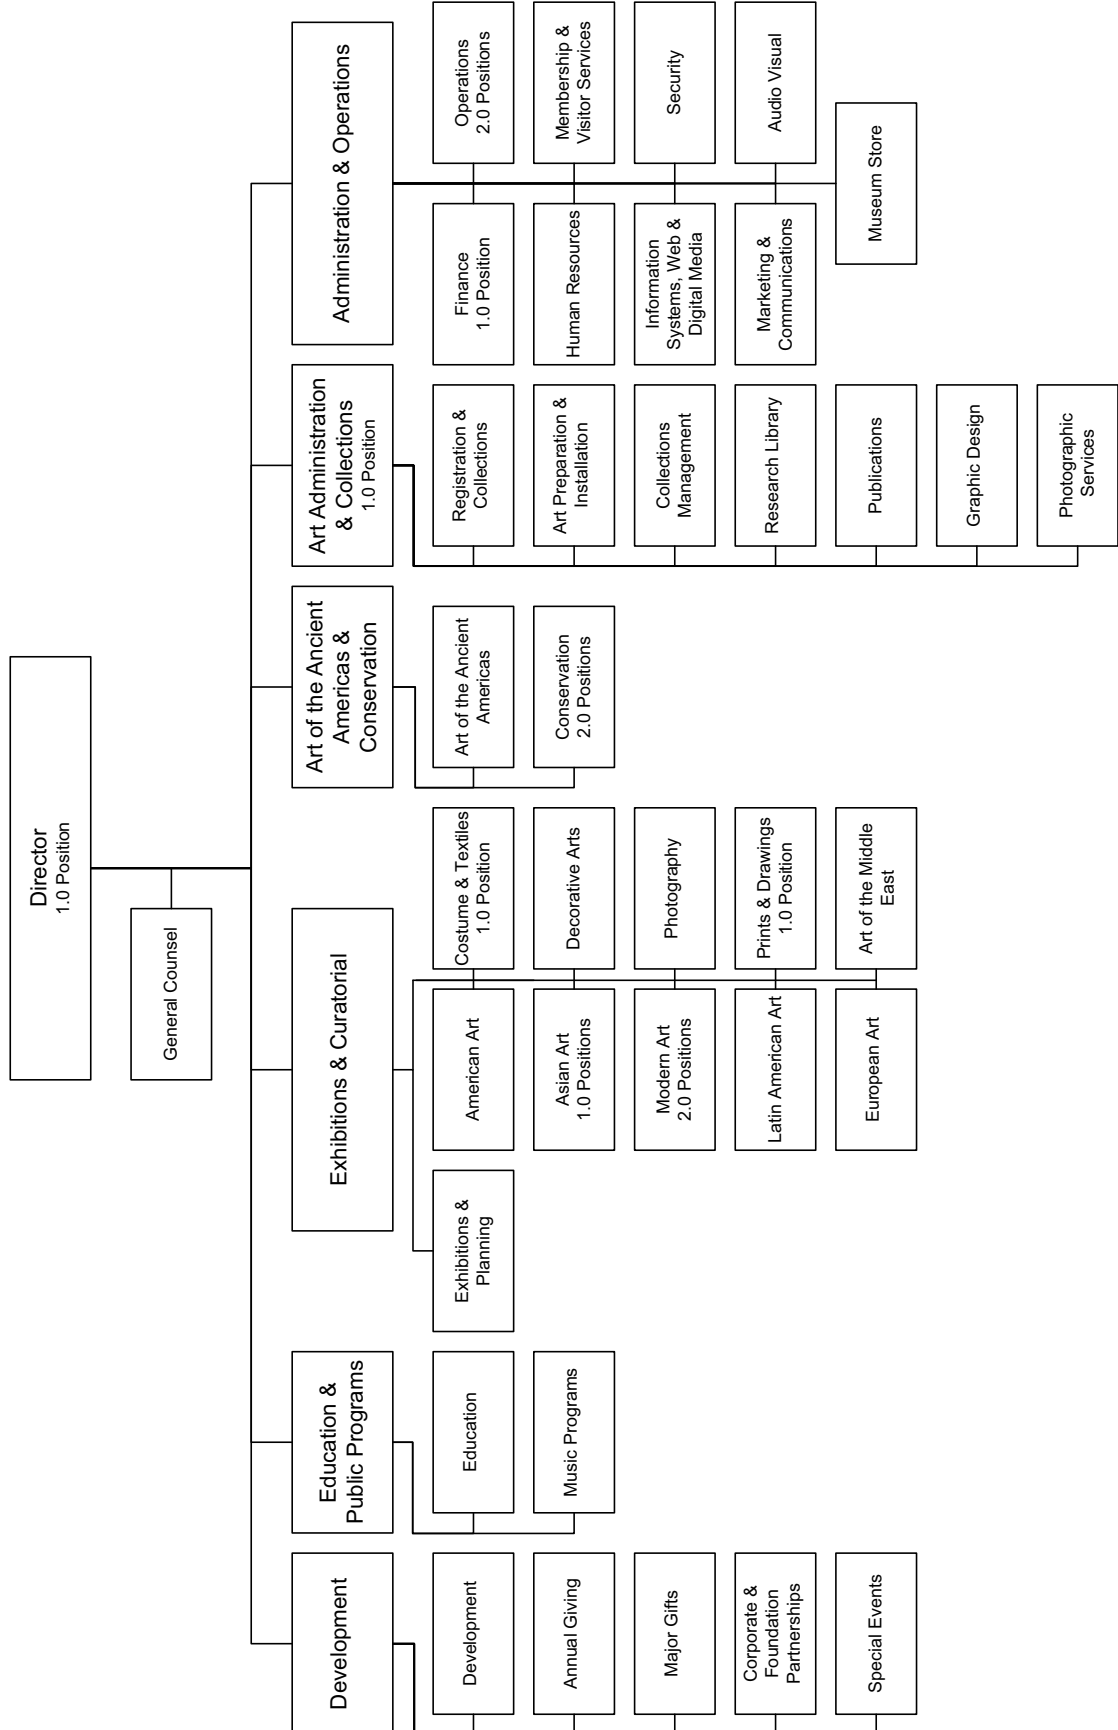 Director
1.0 Position
General Counsel
Development
Development
Annual Giving
Major Gifts
Corporate &
Foundation
Partnerships
Special Events
Education &
Public Programs
Education
Music Programs
Exhibitions & Curatorial
Exhibitions &
Planning
American Art
Costume & Textiles
1.0 Position
Asian Art
1.0 Positions
Decorative Arts
Modern Art
2.0 Positions
Photography
Latin American Art
Prints & Drawings
1.0 Position
European Art
Art of the Middle
East
Art of the Ancient
Americas &
Conservation
Art of the Ancient
Americas
Conservation
2.0 Positions
Art Administration
& Collections
1.0 Position
Registration &
Collections
Art Preparation &
Installation
Collections
Management
Research Library
Publications
Graphic Design
Photographic
Services
Administration & Operations
Finance
1.0 Position
Operations
2.0 Positions
Human Resources
Membership &
Visitor Services
Information
Systems, Web &
Digital Media
Security
Marketing &
Communications
Audio Visual
Museum Store